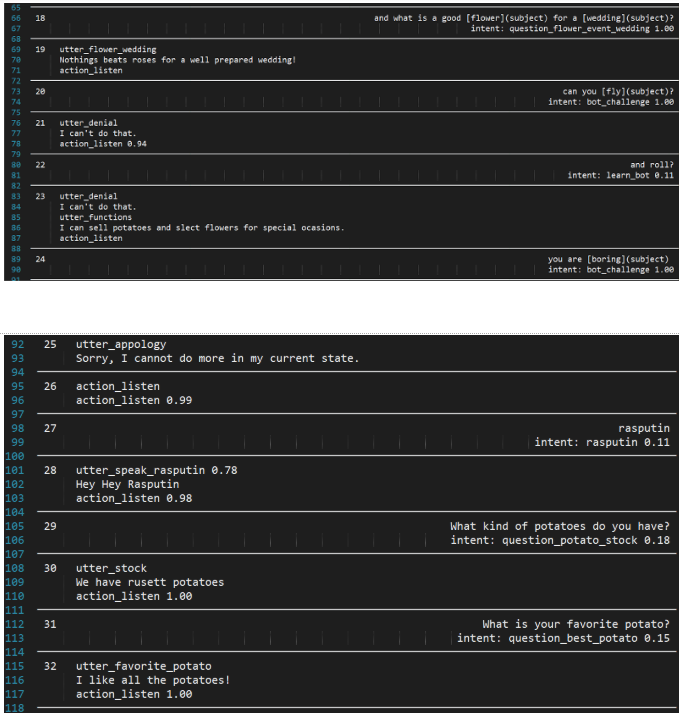 65
66 18 and what is a good [flower](subject) for a [wedding](subject)?
67 intent: question_flower_event_wedding 1.00
68
69 19 utter_flower_wedding
70 Nothings beats roses for a well prepared wedding!
71 action_listen
72
73 20 can you [fly](subject)?
74 intent: bot_challenge 1.00
75
76 21 utter_denial
77 I can't do that.
78 action_listen 0.94
79
80 22 and roll?
81 intent: learn_bot 0.11
82
83 23 utter_denial
84 I can't do that.
85 utter_functions
86 I can sell potatoes and slect flowers for special ocasions.
87 action_listen
88
89 24 you are [boring](subject)
90 intent: bot_challenge 1.00
91
92 25 utter_appology
93 Sorry, I cannot do more in my current state.
94
95 26 action_listen
96 action_listen 0.99
97
98 27 rasputin
99 intent: rasputin 0.11
100
101 28 utter_speak_rasputin 0.78
102 Hey Hey Rasputin
103 action_listen 0.98
104
105 29 What kind of potatoes do you have?
106 intent: question_potato_stock 0.18
107
108 30 utter_stock
109 We have rusett potatoes
110 action_listen 1.00
111
112 31 What is your favorite potato?
113 intent: question_best_potato 0.15
114
115 32 utter_favorite_potato
116 I like all the potatoes!
117 action_listen 1.00
118